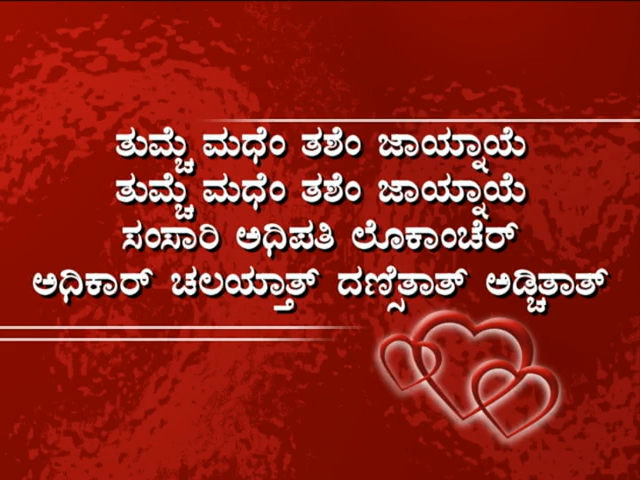 ತುಮ್ಚೆ ಮಧೆಂ ತಶೆಂ ಜಾಯ್ನಾಯೆ
ತುಮ್ಚೆ ಮಧೆಂ ತಶೆಂ ಜಾಯ್ನಾಯೆ
ಸಂಸಾರಿ ಅಧಿಪತಿ ಲೊಕಾಂಚೆರ್
ಅಧಿಕಾರ್ ಚಲಯ್ತಾತ್ ದಣ್ಸಿತಾತ್ ಅಡ್ಚಿತಾತ್